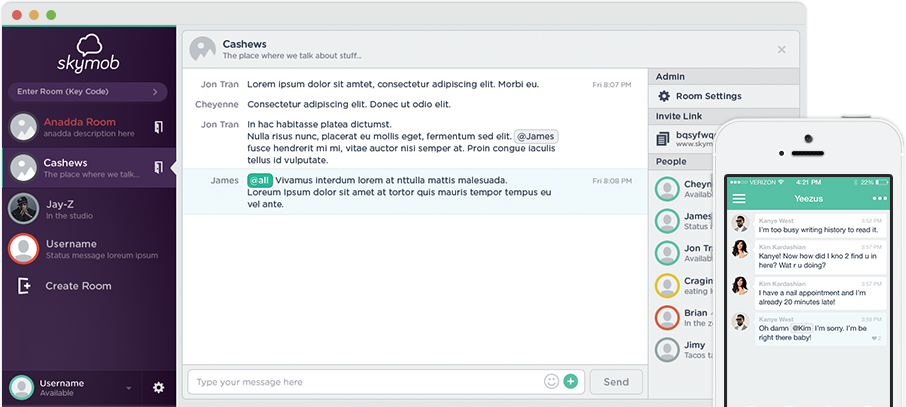 skymob
Enter Room (Key Code)
Anadda Room
anadda description here
Cashews
The place where we talk...
Jay-Z
In the studio
Username
Status message lorem ipsum
Create Room
Username
Available
Cashews
The place where we talk about stuff...
Jon Tran Lorem ipsum dolor sit amtet, consectetur adipiscing elit. Morbi eu. Fri 8:07 PM
Cheyenne Consectetur adipiscing elit. Donec ut odio elit.
Jon Tran In hac habitasse platea dictumst.
Nulla risus nunc, placerat eu mollis eget, fermentum sed elit. @James
fusce hendrerit mi mi, vitae auctor nisi semper at. Proin congue iaculis
tellus id vulputate.
James @all Vivamus interdum lorem at nttulla mattis malesuada. Fri 8:08 PM
Lorem ipsum dolor sit amet at tortor quis mauris tempor tempus eu
vel ante.
Type your message here
Send
Admin
Room Settings
Invite Link
bqsyfwq
www.skym
People
Cheyn
Available
James
Status
Jon Tr
Available
Cragin
eating
Brian
In the z
Jimy
Tacos ta
VERIZON 4:21 PM 22%
Yeezus
Kanye West 3:52 PM
I'm too busy writing history to read it.
Kim Kardashian 3:57 PM
Kanye! Now how did I kno 2 find u in
here? Wat r u doing?
Kim Kardashian 3:57 PM
I have a nail appointment and I'm
already 20 minutes late!
Kanye West 3:59 PM
Oh damn @Kim I'm sorry. I'm be
right there baby!
2